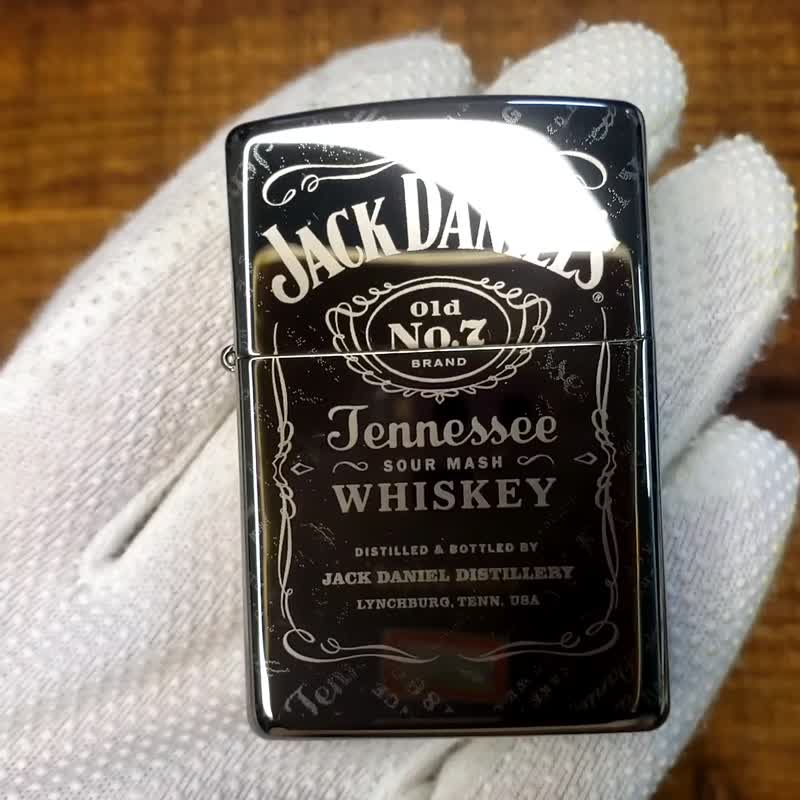 JACK DANIEL'S
®
Old
No.7
BRAND
Tennessee
SOUR MASH
WHISKEY
DISTILLED & BOTTLED BY
JACK DANIEL DISTILLERY
LYNCHBURG, TENN. USA